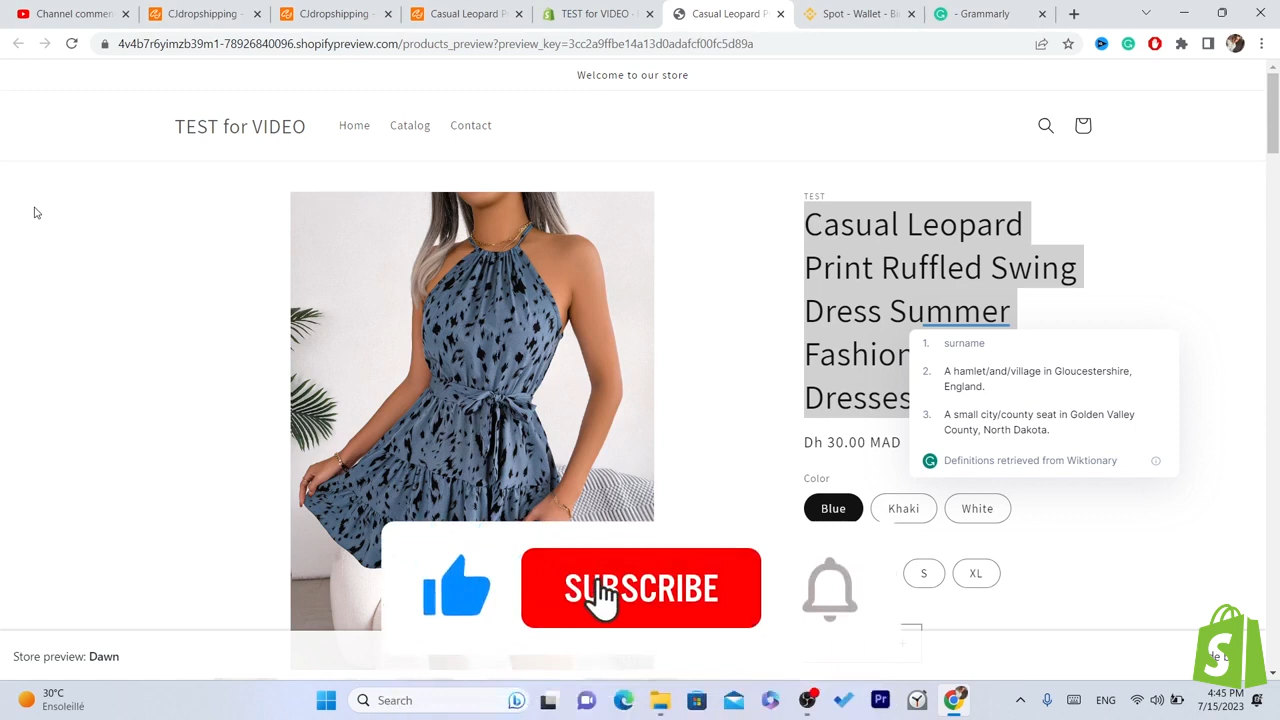 Channel commen
CJdropshipping
CJdropshipping -
Casual Leopard P
TEST for VIDEO -
Casual Leopard P
Spot - Wallet - Bi
- Grammarly
4v4b7r6yimzb39m1-78926840096.shopifypreview.com/products_preview?preview_key=3cc2a9ffbe14a13d0adafcf00fc5d89a
Welcome to our store
TEST for VIDEO
Home
Catalog
Contact
TEST
Casual Leopard
Print Ruffled Swing
Dress Summer
Fashion
Dresses
1. surname
2. A hamlet/and/village in Gloucestershire,
England.
3. A small city/county seat in Golden Valley
County, North Dakota.
Definitions retrieved from Wiktionary
Dh 30.00 MAD
Color
Blue
Khaki
White
S
XL
SUBSCRIBE
Store preview: Dawn
30°C
Ensoleillé
Search
ENG
4:45 PM
7/15/2023